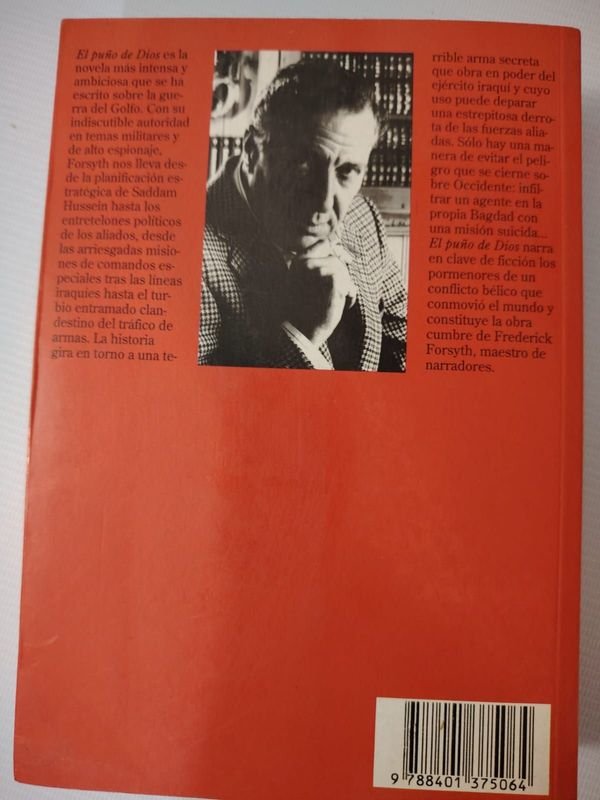 El puño de Dios es la
novela más intensa y
ambiciosa que se ha
escrito sobre la gue-
rra del Golfo. Con su
indiscutible autoridad
en temas militares y
de alto espionaje,
Forsyth nos lleva des-
de la planificación es-
tratégica de Saddam
Hussein hasta los
entretelones políticos
de los aliados, desde
las arriesgadas misio-
nes de comandos es-
peciales tras las líneas
iraquíes hasta el tur-
bio entramado clan-
destino del tráfico de
armas. La historia
gira en torno a una te-
rrible arma secreta
que obra en poder del
ejército iraquí y cuyo
uso puede deparar
una estrepitosa derro-
ta de las fuerzas alia-
das. Sólo hay una ma-
nera de evitar el peli-
gro que se cierne so-
bre Occidente: infil-
trar un agente en la
propia Bagdad con
una misión suicida...
El puño de Dios narra
en clave de ficción los
pormenores de un
conflicto bélico que
conmovió el mundo y
constituye la obra
cumbre de Frederick
Forsyth, maestro de
narradores.
9 788401 375064